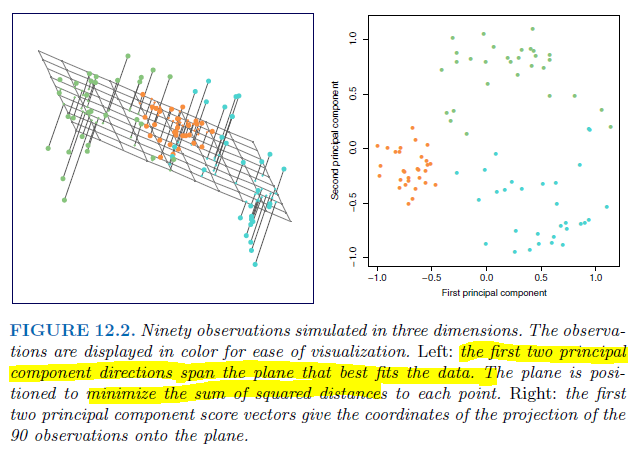 Second principal component
1.0
0.5
0.0
−0.5
−1.0
−1.0 −0.5 0.0 0.5 1.0
First principal component
FIGURE 12.2. Ninety observations simulated in three dimensions. The observa-
tions are displayed in color for ease of visualization. Left: the first two principal
component directions span the plane that best fits the data. The plane is posi-
tioned to minimize the sum of squared distances to each point. Right: the first
two principal component score vectors give the coordinates of the projection of the
90 observations onto the plane.